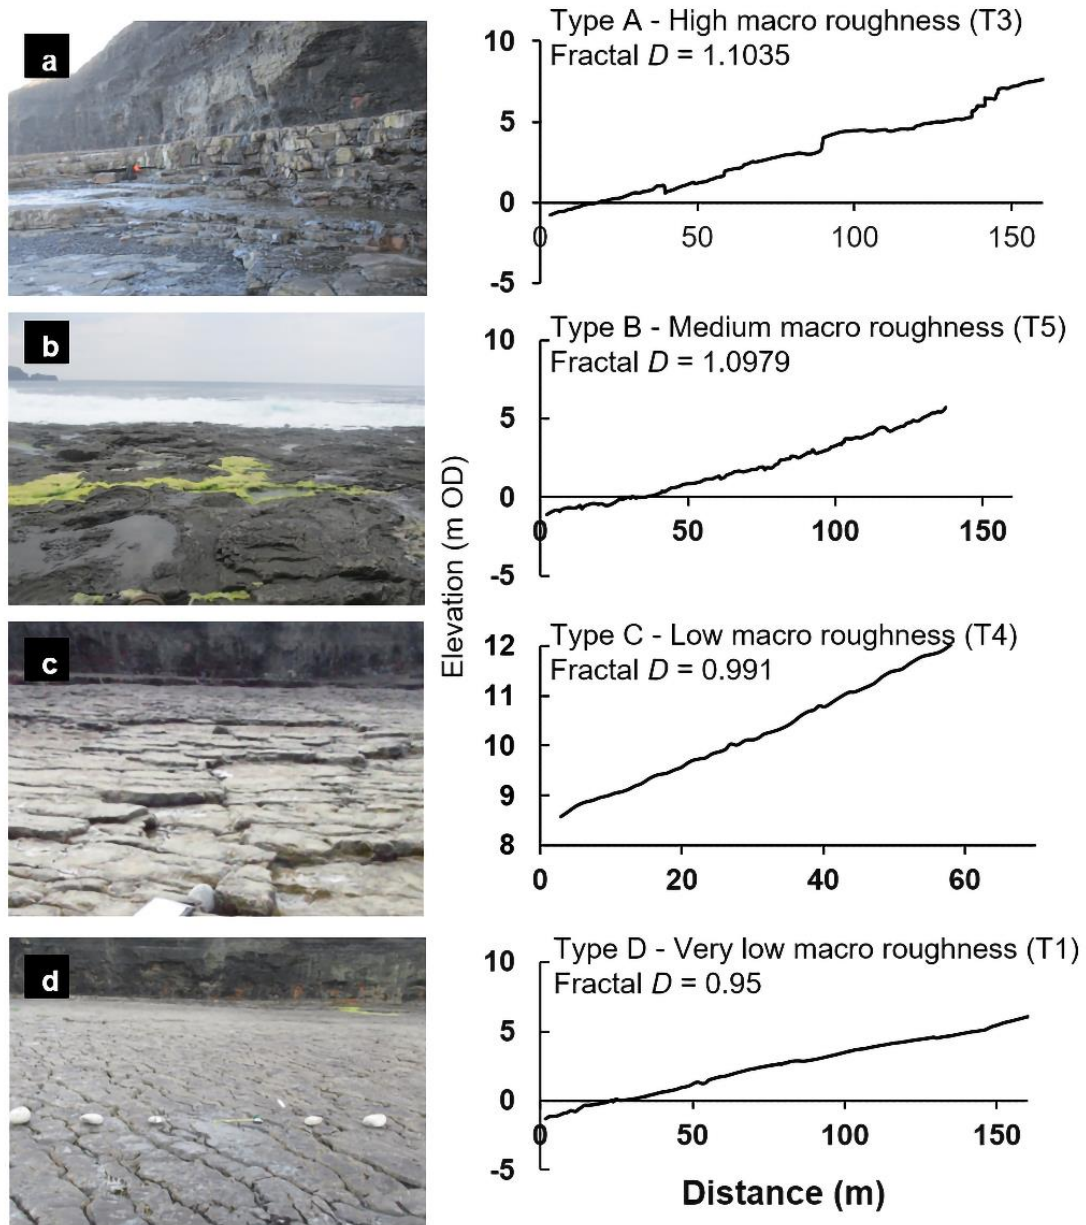 a
Type A - High macro roughness (T3)
Fractal D = 1.1035
10
5
0
-5
0
50
100
150
b
Type B - Medium macro roughness (T5)
Fractal D = 1.0979
10
5
0
-5
50
100
150
Elevation (m OD)
c
Type C - Low macro roughness (T4)
Fractal D = 0.991
12
11
10
9
8
0
20
40
60
d
Type D - Very low macro roughness (T1)
Fractal D = 0.95
10
5
0
-5
0
50
100
150
Distance (m)